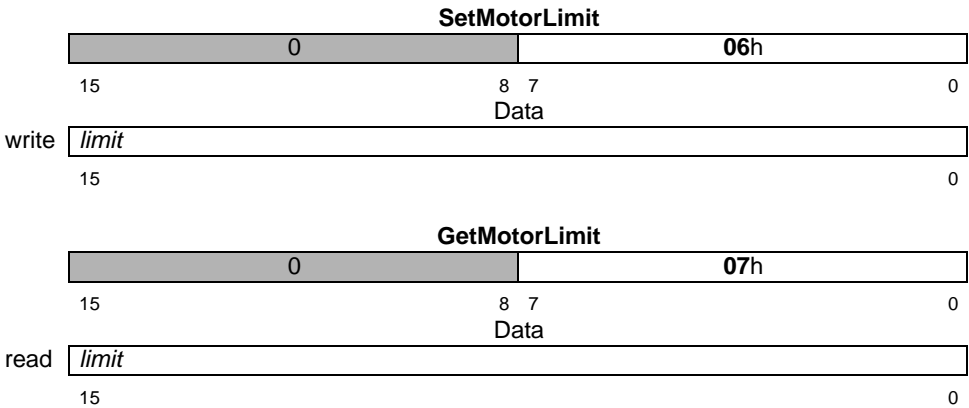 SetMotorLimit
0 06h
15 8 7 0
Data
write limit
15 0
GetMotorLimit
0 07h
15 8 7 0
Data
read limit
15 0